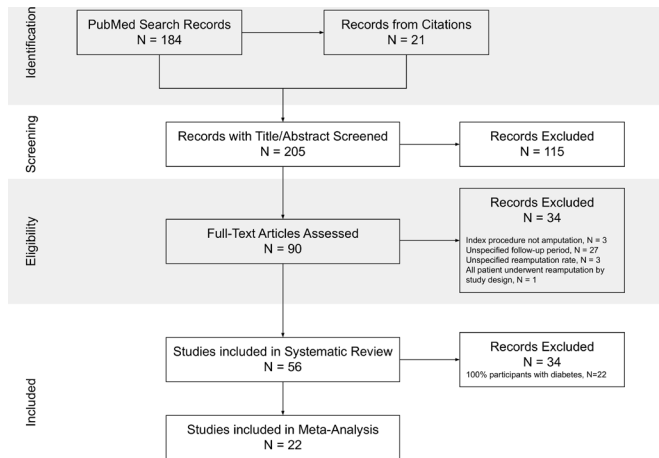 Identification
PubMed Search Records
N = 184
Records from Citations
N = 21
Screening
Records with Title/Abstract Screened
N = 205
Records Excluded
N = 115
Eligibility
Full-Text Articles Assessed
N = 90
Records Excluded
N = 34
Index procedure not amputation, N = 3
Unspecified follow-up period, N = 27
Unspecified reamputation rate, N = 3
All patient underwent reamputation by
study design, N = 1
Included
Studies included in Systematic Review
N = 56
Records Excluded
N = 34
100% participants with diabetes, N=22
Studies included in Meta-Analysis
N = 22